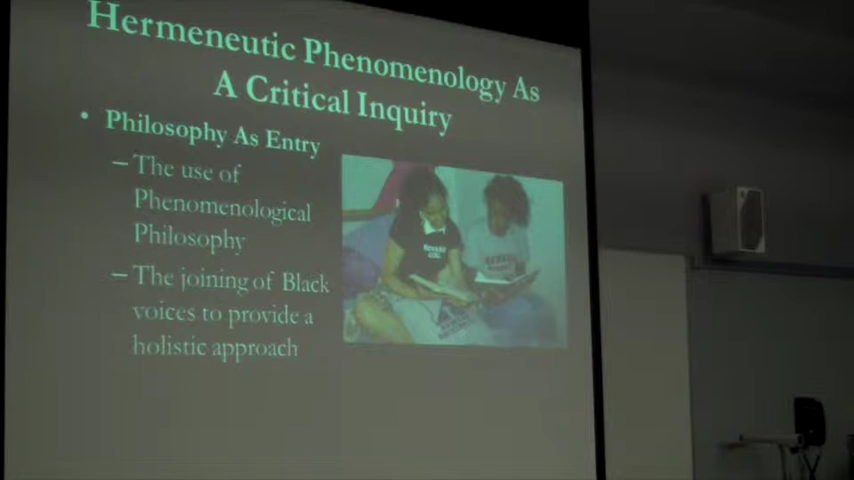 Hermeneutic Phenomenology As
A Critical Inquiry
• Philosophy As Entry
– The use of
Phenomenological
Philosophy
– The joining of Black
voices to provide a
holistic approach